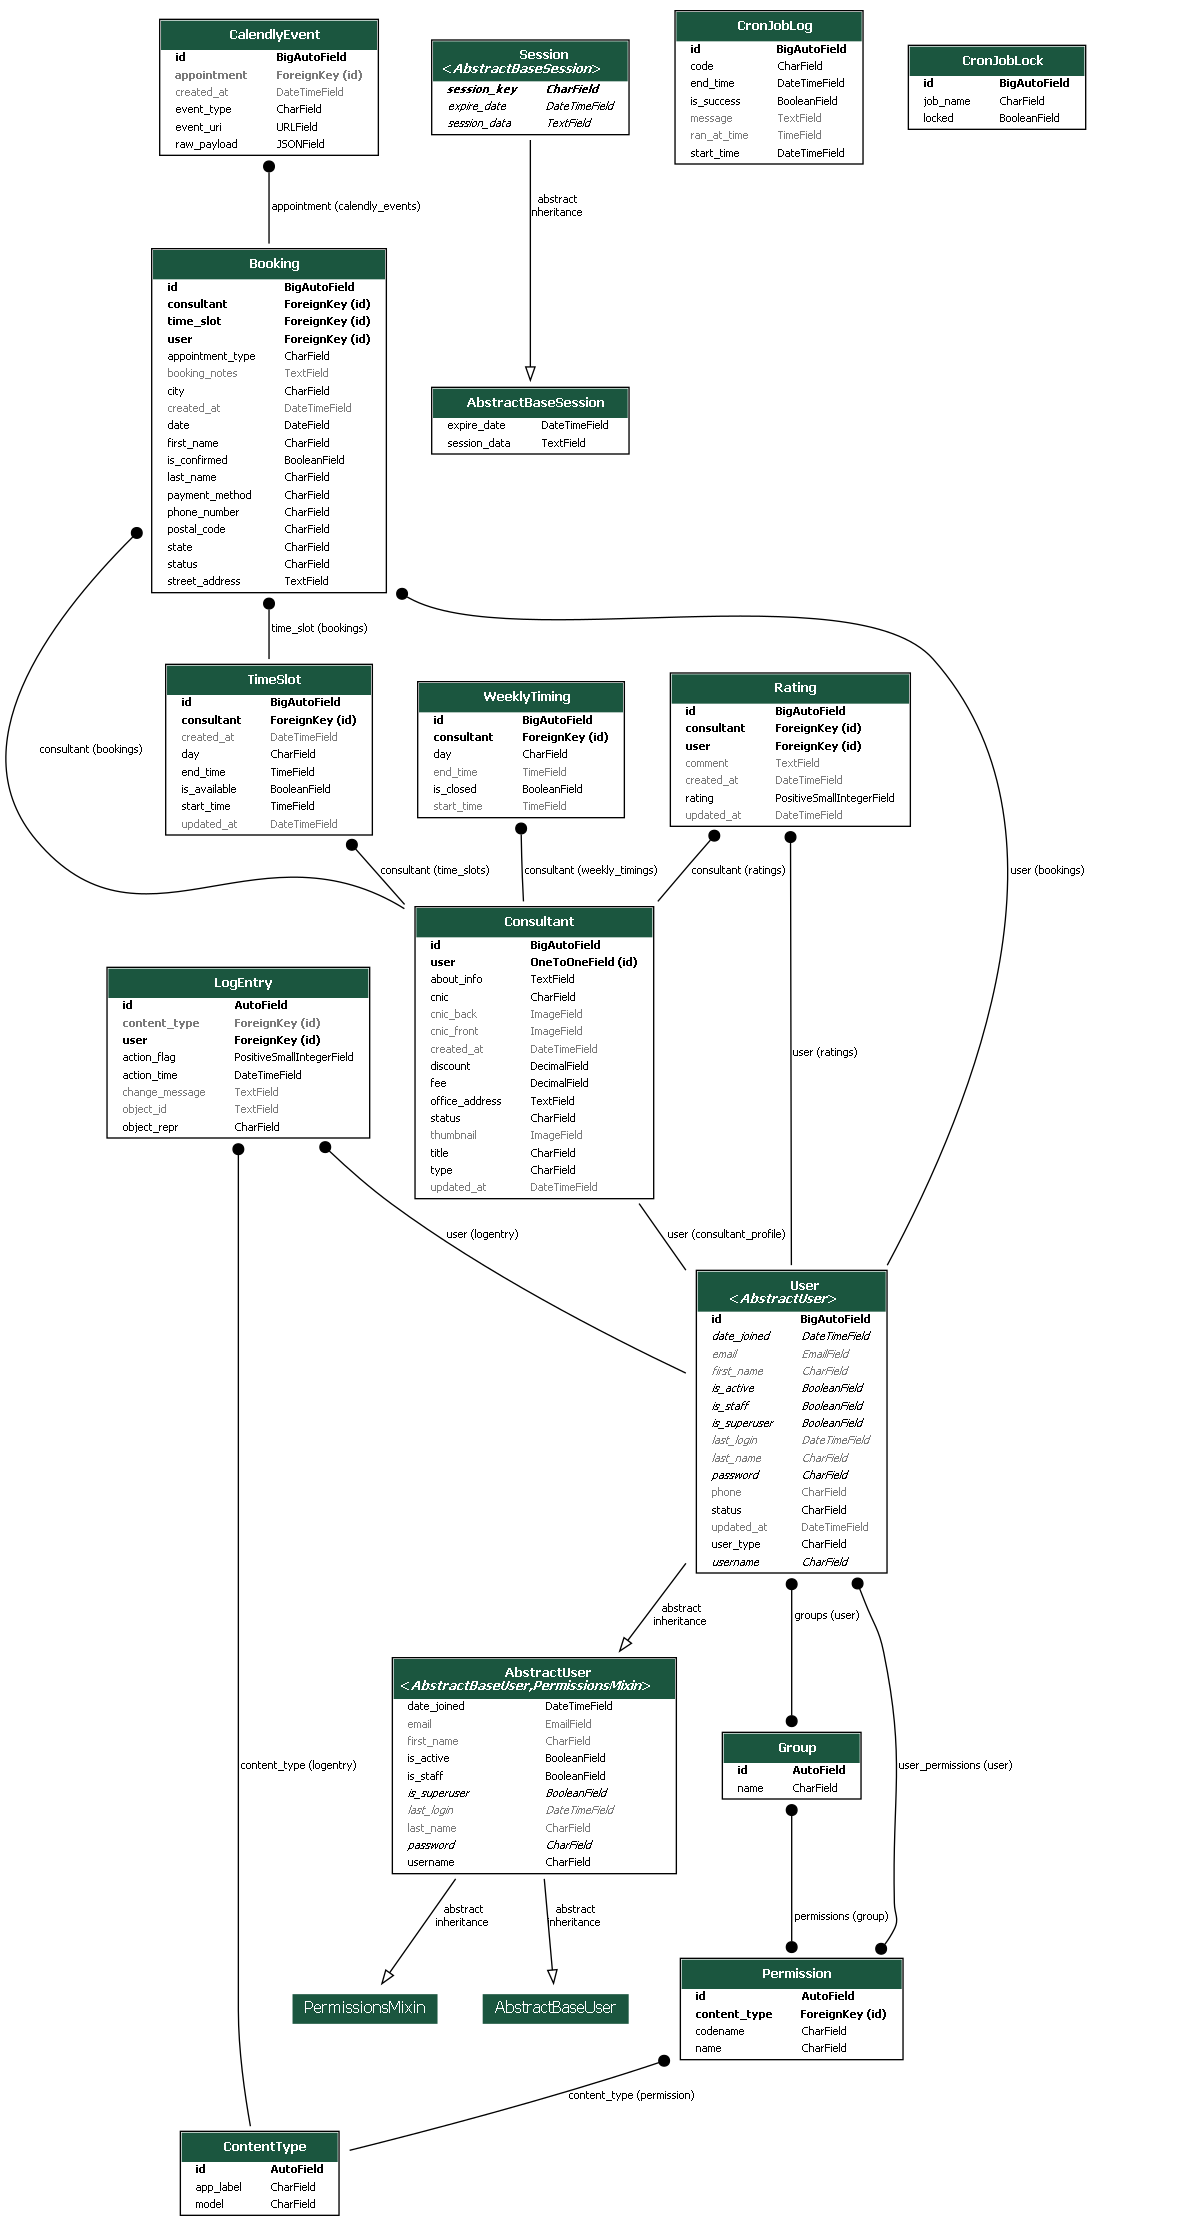 CalendlyEvent
id BigAutoField
appointment ForeignKey (id)
created_at DateTimeField
event_type CharField
event_uri URLField
raw_payload JSONField
Session
<AbstractBaseSession>
session_key CharField
expire_date DateTimeField
session_data TextField
CronJobLog
id BigAutoField
code CharField
end_time DateTimeField
is_success BooleanField
message TextField
ran_at_time TimeField
start_time DateTimeField
CronJobLock
id BigAutoField
job_name CharField
locked BooleanField
appointment (calendly_events)
abstract
inheritance
Booking
id BigAutoField
consultant ForeignKey (id)
time_slot ForeignKey (id)
user ForeignKey (id)
appointment_type CharField
booking_notes TextField
city CharField
created_at DateTimeField
date DateField
first_name CharField
is_confirmed BooleanField
last_name CharField
payment_method CharField
phone_number CharField
postal_code CharField
state CharField
status CharField
street_address TextField
AbstractBaseSession
expire_date DateTimeField
session_data TextField
time_slot (bookings)
consultant (bookings)
TimeSlot
id BigAutoField
consultant ForeignKey (id)
created_at DateTimeField
day CharField
end_time TimeField
is_available BooleanField
start_time TimeField
updated_at DateTimeField
WeeklyTiming
id BigAutoField
consultant ForeignKey (id)
day CharField
end_time TimeField
is_closed BooleanField
start_time TimeField
Rating
id BigAutoField
consultant ForeignKey (id)
user ForeignKey (id)
comment TextField
created_at DateTimeField
rating PositiveSmallIntegerField
updated_at DateTimeField
consultant (time_slots)
consultant (weekly_timings)
consultant (ratings)
user (bookings)
Consultant
id BigAutoField
user OneToOneField (id)
about_info TextField
cnic CharField
cnic_back ImageField
cnic_front ImageField
created_at DateTimeField
discount DecimalField
fee DecimalField
office_address TextField
status CharField
thumbnail ImageField
title CharField
type CharField
updated_at DateTimeField
LogEntry
id AutoField
content_type ForeignKey (id)
user ForeignKey (id)
action_flag PositiveSmallIntegerField
action_time DateTimeField
change_message TextField
object_id TextField
object_repr CharField
user (ratings)
user (logentry)
user (consultant_profile)
User
<AbstractUser>
id BigAutoField
date_joined DateTimeField
email EmailField
first_name CharField
is_active BooleanField
is_staff BooleanField
is_superuser BooleanField
last_login DateTimeField
last_name CharField
password CharField
phone CharField
status CharField
updated_at DateTimeField
user_type CharField
username CharField
abstract
inheritance
groups (user)
AbstractUser
<AbstractBaseUser,PermissionsMixin>
date_joined DateTimeField
email EmailField
first_name CharField
is_active BooleanField
is_staff BooleanField
is_superuser BooleanField
last_login DateTimeField
last_name CharField
password CharField
username CharField
Group
id AutoField
name CharField
content_type (logentry)
user_permissions (user)
abstract
inheritance
abstract
inheritance
permissions (group)
PermissionsMixin
AbstractBaseUser
Permission
id AutoField
content_type ForeignKey (id)
codename CharField
name CharField
content_type (permission)
ContentType
id AutoField
app_label CharField
model CharField